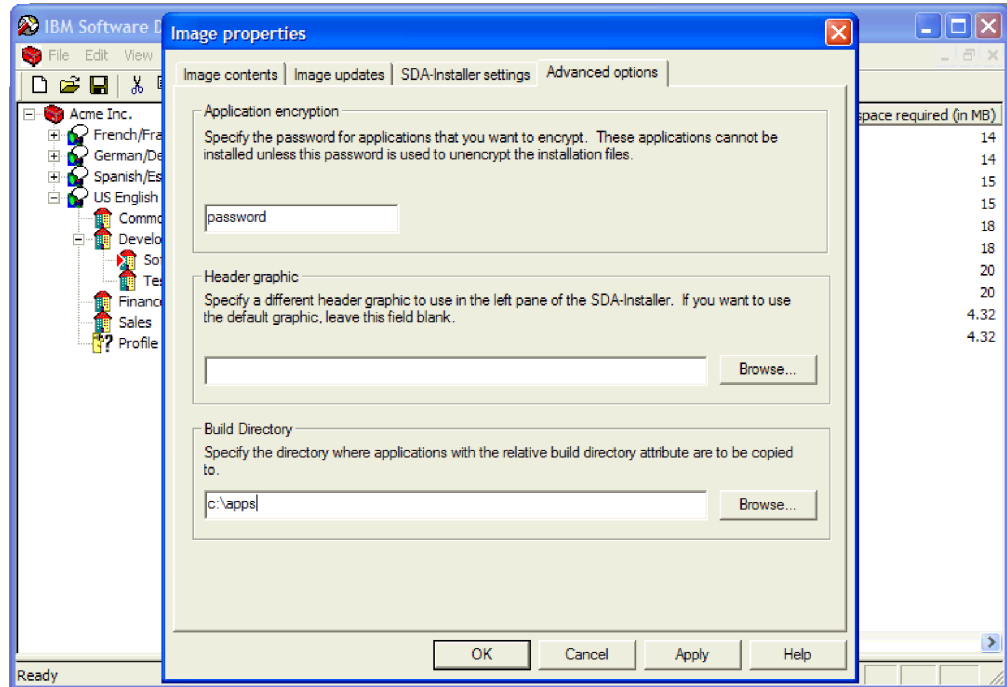 IBM Software D
Image properties
File Edit View
Image contents Image updates SDA-Installer settings Advanced options
Acme Inc.
French/Fra
German/De
Spanish/Es
US English
Commo
Develo
So
Te
Finance
Sales
Profile
Application encryption
Specify the password for applications that you want to encrypt. These applications cannot be
installed unless this password is used to unencrypt the installation files.
password
Header graphic
Specify a different header graphic to use in the left pane of the SDA-Installer. If you want to use
the default graphic, leave this field blank.
Browse...
Build Directory
Specify the directory where applications with the relative build directory attribute are to be copied
to.
c:\apps
Browse...
OK Cancel Apply Help
space required (in MB)
14
14
15
15
18
18
20
20
4.32
4.32
Ready